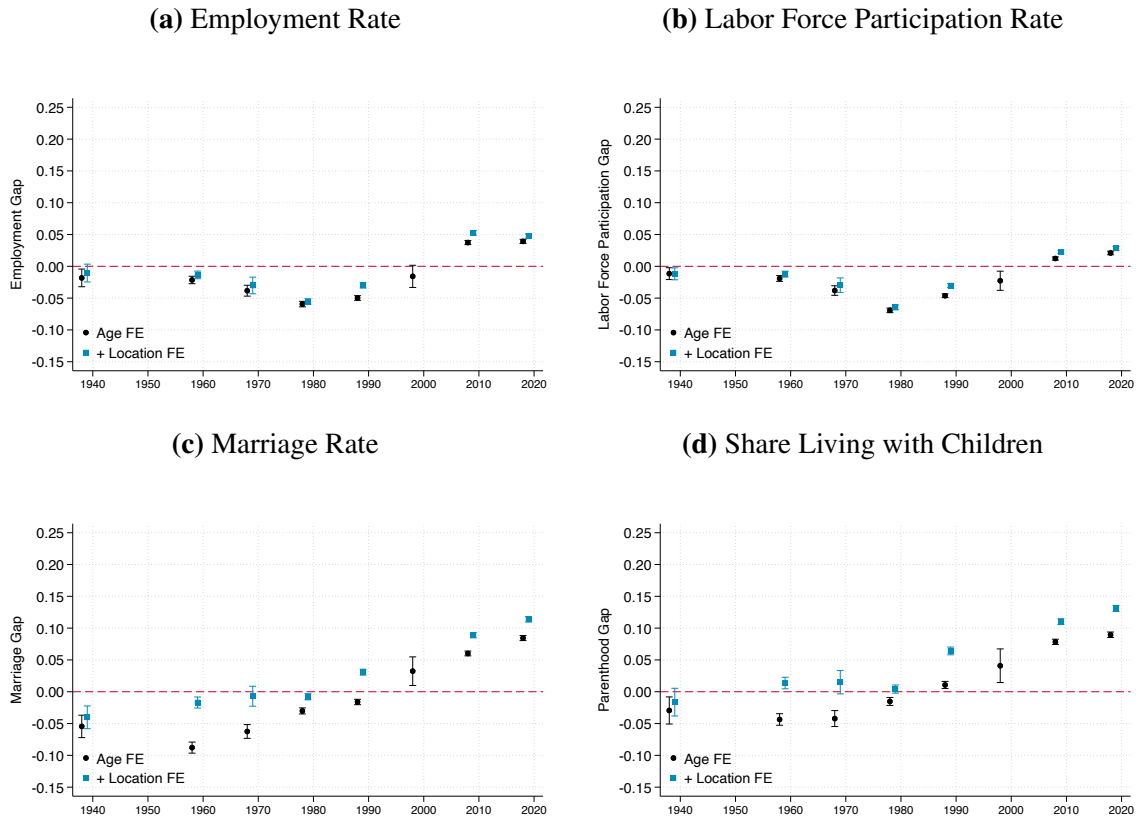 (a) Employment Rate
(b) Labor Force Participation Rate
Employment Gap
0.25
0.20
0.15
0.10
0.05
0.00
-0.05
-0.10
-0.15
Age FE
+ Location FE
1940 1950 1960 1970 1980 1990 2000 2010 2020
Labor Force Participation Gap
0.25
0.20
0.15
0.10
0.05
0.00
-0.05
-0.10
-0.15
Age FE
+ Location FE
1940 1950 1960 1970 1980 1990 2000 2010 2020
(c) Marriage Rate
(d) Share Living with Children
Marriage Gap
0.25
0.20
0.15
0.10
0.05
0.00
-0.05
-0.10
-0.15
Age FE
+ Location FE
1940 1950 1960 1970 1980 1990 2000 2010 2020
Parenthood Gap
0.25
0.20
0.15
0.10
0.05
0.00
-0.05
-0.10
-0.15
Age FE
+ Location FE
1940 1950 1960 1970 1980 1990 2000 2010 2020